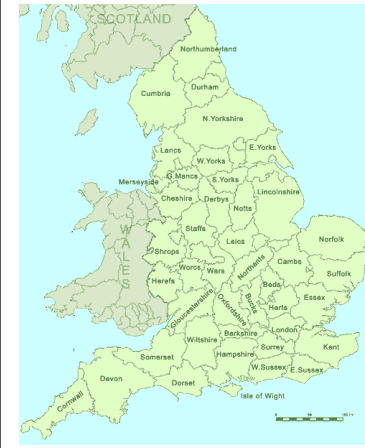 SCOTLAND
Northumberland
Durham
Cumbria
N.Yorkshire
Lancs
E.Yorks
W.Yorks
G.Mancs
S.Yorks
Merseyside
Lincolnshire
Cheshire
Derbys
Notts
Staffs
Leics
Norfolk
WALES
Shrops
Northants
Cambs
Suffolk
Worcs
Wars
Herefs
Beds
Bucks
Essex
Gloucestershire
Oxfordshire
Herts
London
Berkshire
Wiltshire
Surrey
Kent
Hampshire
Somerset
W.Sussex
E.Sussex
Devon
Dorset
Isle of Wight
Cornwall